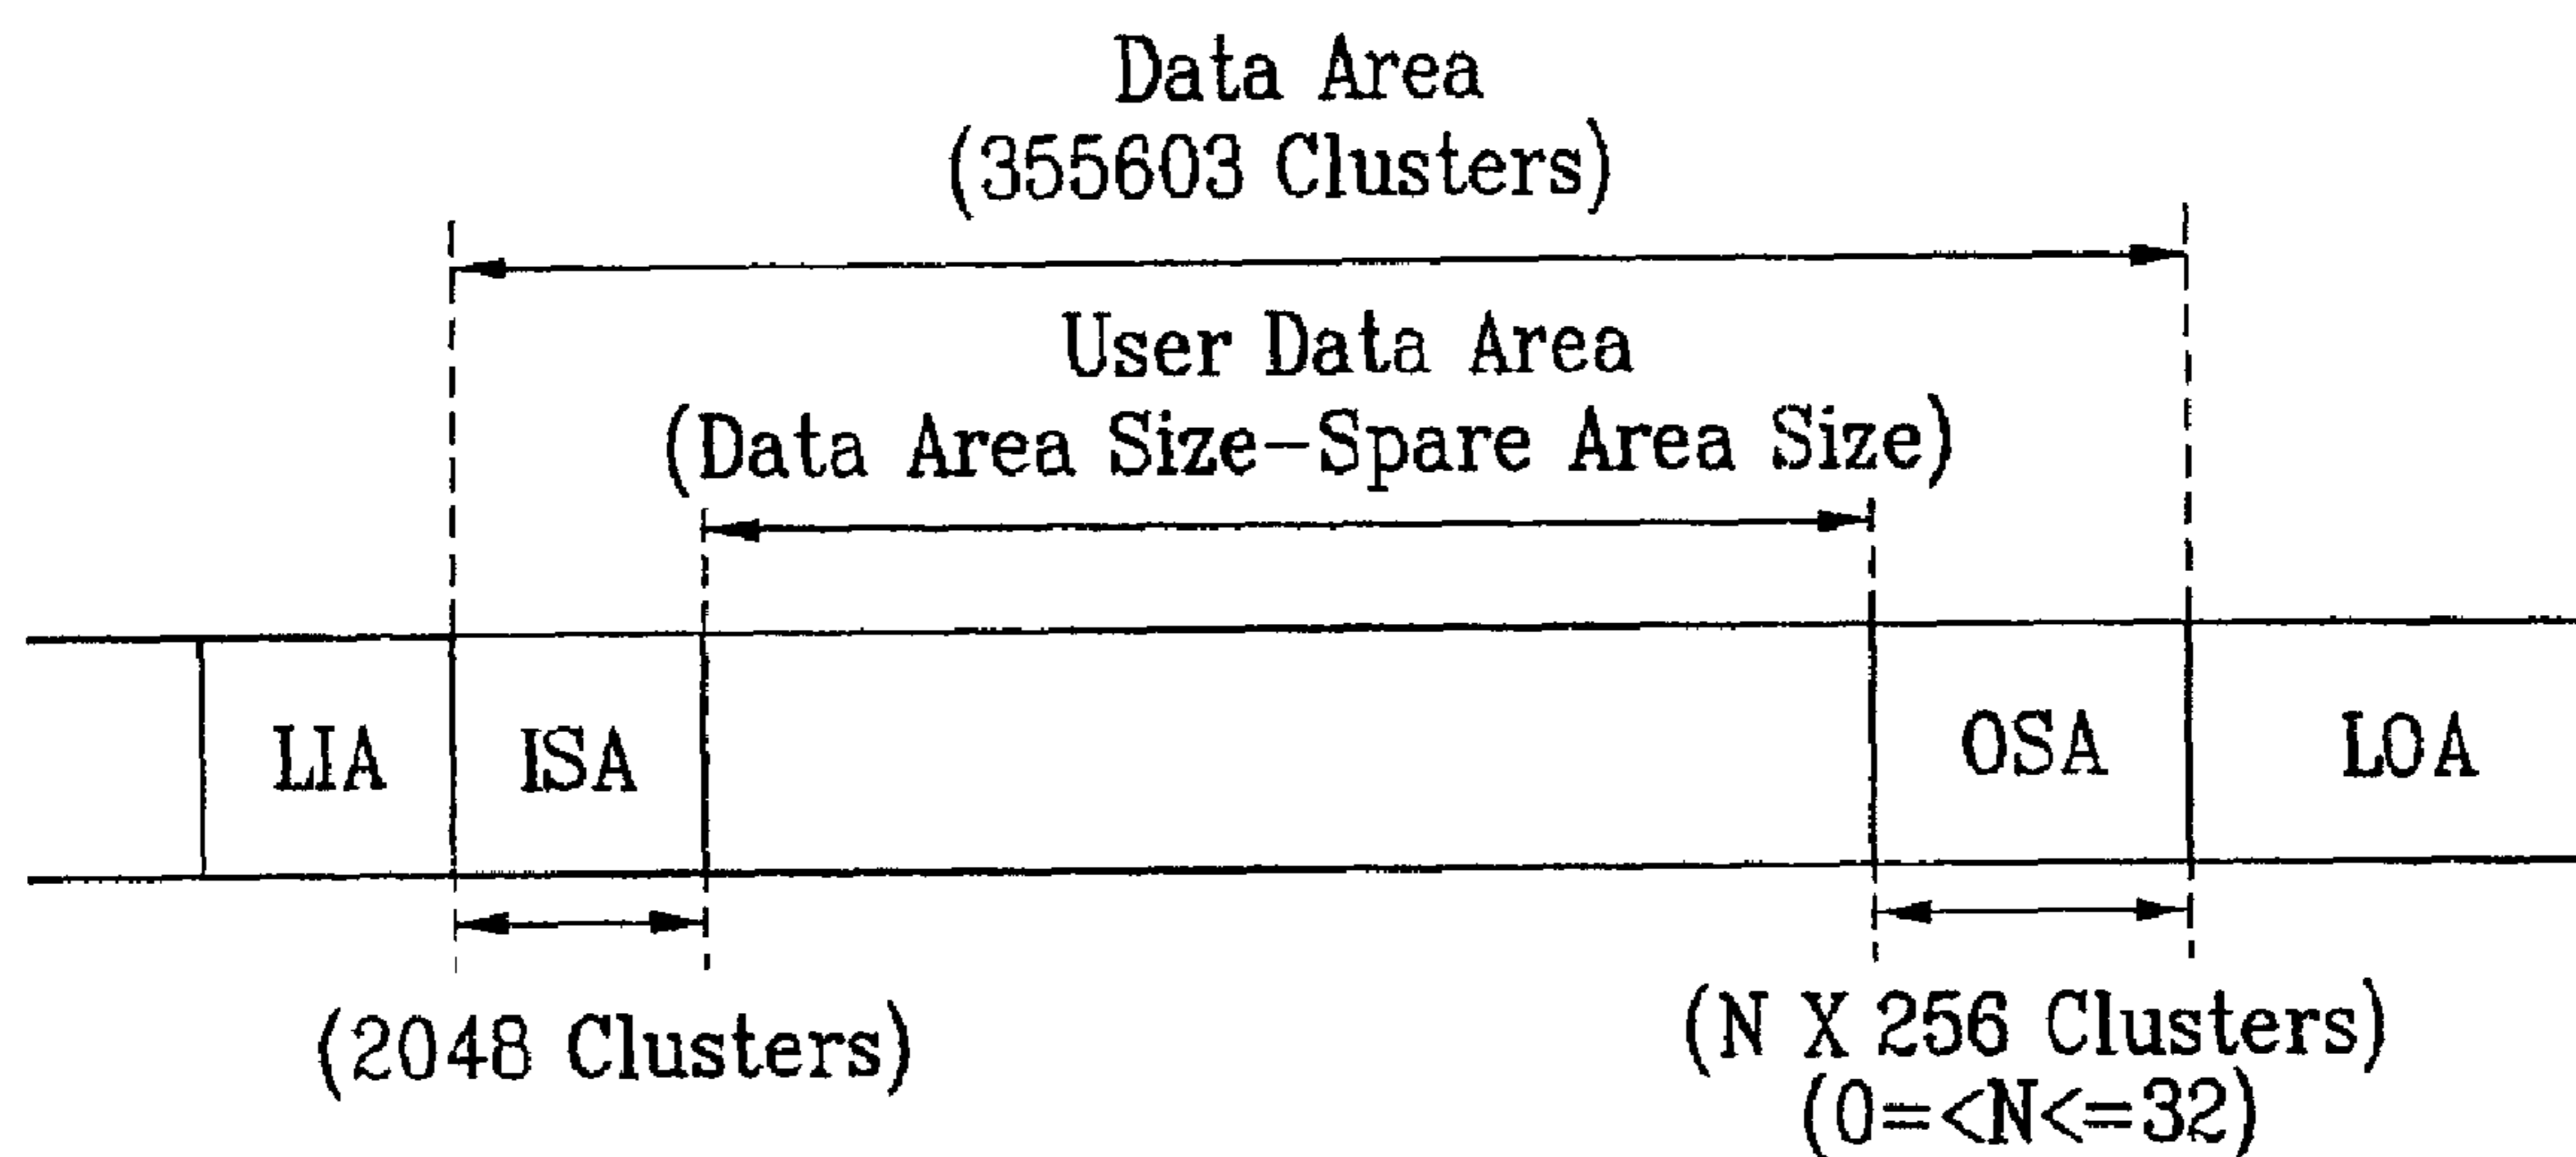 Data Area
(355603 Clusters)
User Data Area
(Data Area Size-Spare Area Size)
LIA ISA OSA LOA
(2048 Clusters)
(N X 256 Clusters)
(0=<N<=32)